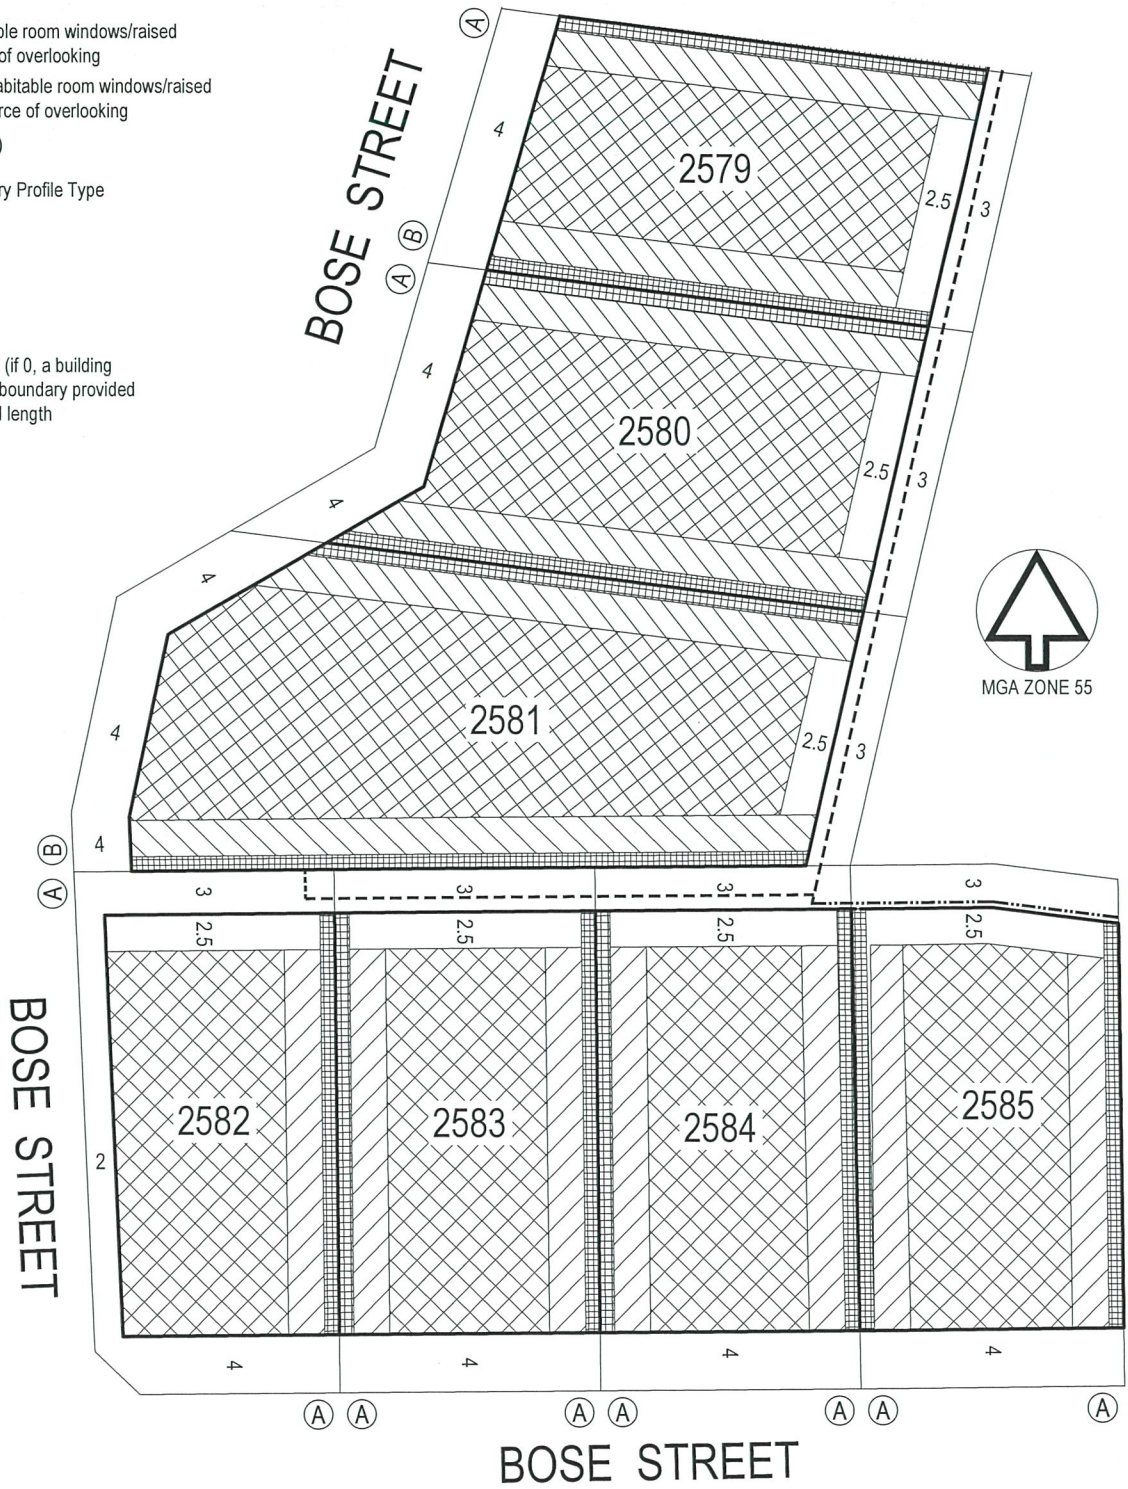 ble room windows/raised
of overlooking
abitable room windows/raised
rce of overlooking
)
ry Profile Type
(if 0, a building
boundary provided
l length
A
BOSE STREET
4
2579
2.5
3
B
A
4
2580
2.5
3
4
4
2581
2.5
3
4
4
MGA ZONE 55
B
A
3
3
3
3
2.5
2.5
2.5
2.5
BOSE STREET
2
2582
2583
2584
2585
4
4
4
4
A
A
A
A
A
A
A
BOSE STREET